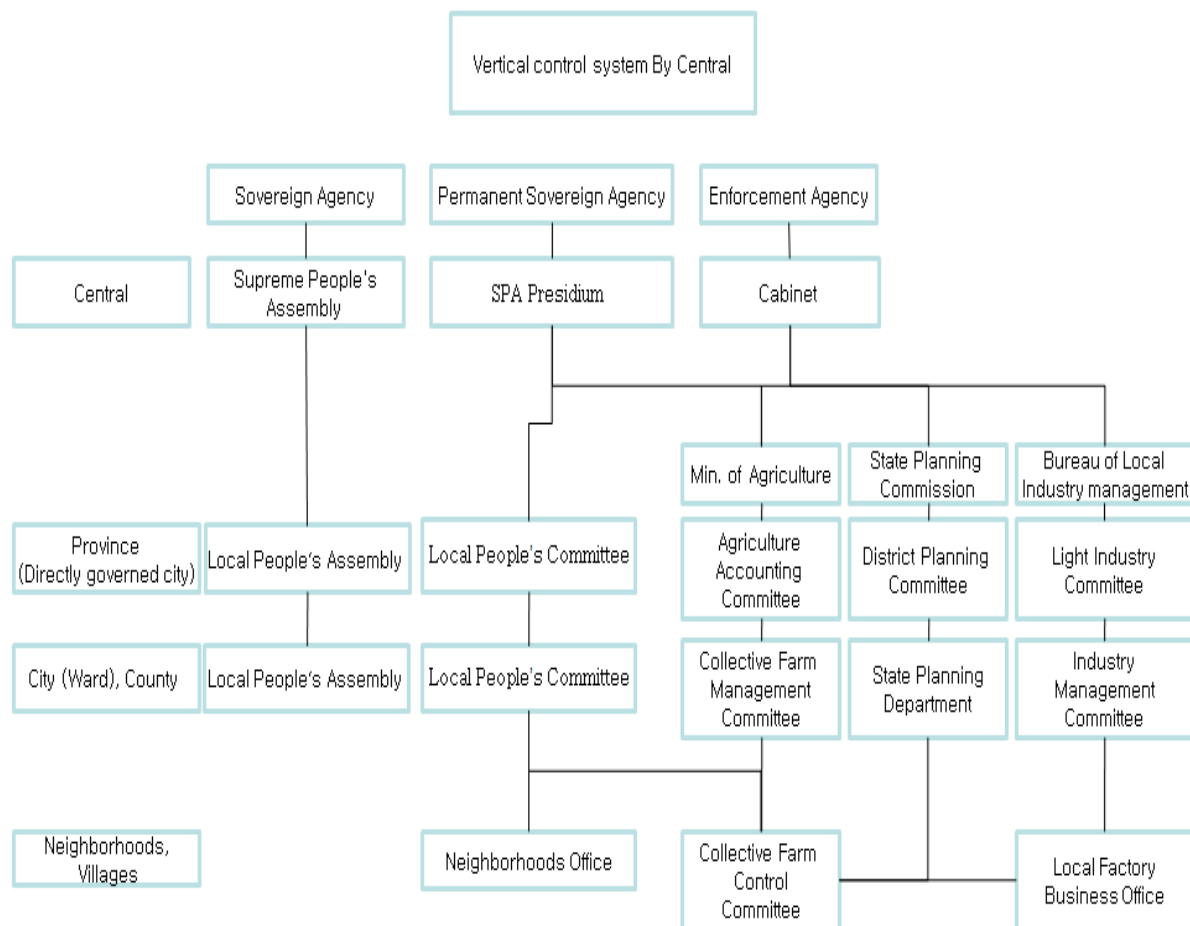 Vertical control system By Central
Sovereign Agency
Permanent Sovereign Agency
Enforcement Agency
Central
Supreme People's
Assembly
SPA Presidium
Cabinet
Min. of Agriculture
State Planning
Commission
Bureau of Local
Industry management
Province
(Directly governed city)
Local People's Assembly
Local People's Committee
Agriculture
Accounting
Committee
District Planning
Committee
Light Industry
Committee
City (Ward), County
Local People's Assembly
Local People's Committee
Collective Farm
Management
Committee
State Planning
Department
Industry
Management
Committee
Neighborhoods,
Villages
Neighborhoods Office
Collective Farm
Control
Committee
Local Factory
Business Office